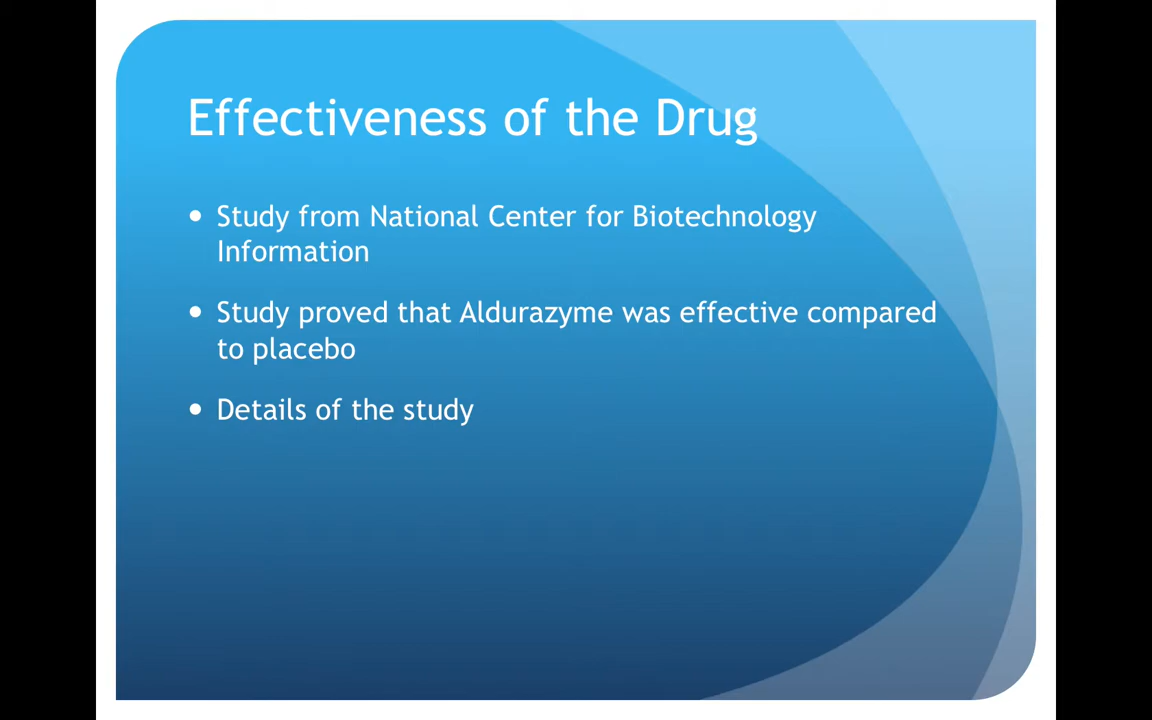 Effectiveness of the Drug
• Study from National Center for Biotechnology
Information
• Study proved that Aldurazyme was effective compared
to placebo
• Details of the study